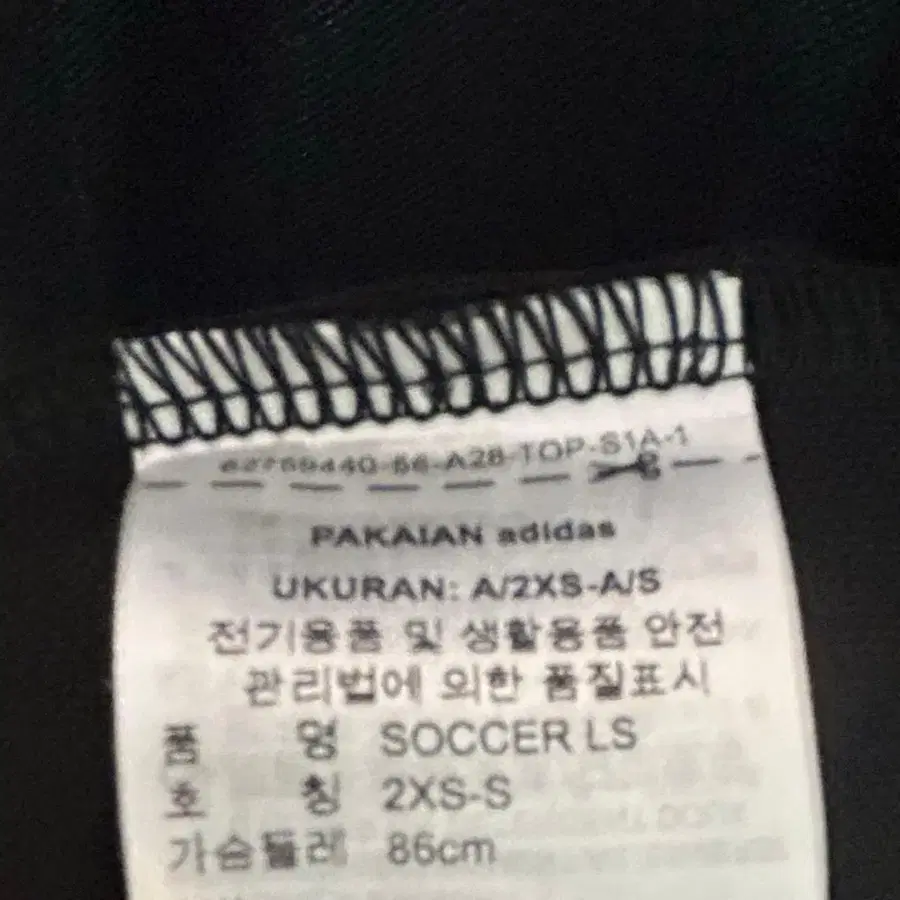 -A28-TOP-S1A-1
PAKAIAN adidas
UKURAN: A/2XS-A/S
전기용품 및 생활용품 안전
관리법에 의한 품질표시
품 명 SOCCER LS
호 칭 2XS-S
가슴둘레 86cm